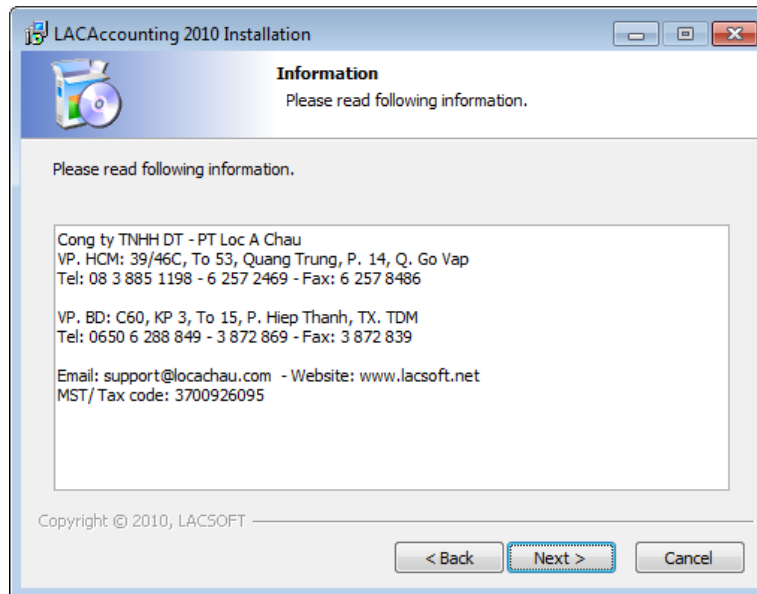 LACAccounting 2010 Installation
Information
Please read following information.
Please read following information.
Cong ty TNHH DT - PT Loc A Chau
VP. HCM: 39/46C, To 53, Quang Trung, P. 14, Q. Go Vap
Tel: 08 3 885 1198 - 6 257 2469 - Fax: 6 257 8486
VP. BD: C60, KP 3, To 15, P. Hiep Thanh, TX. TDM
Tel: 0650 6 288 849 - 3 872 869 - Fax: 3 872 839
Email: support@locachau.com  - Website: www.lacsoft.net
MST/ Tax code: 3700926095
Copyright © 2010, LACSOFT
< Back Next > Cancel